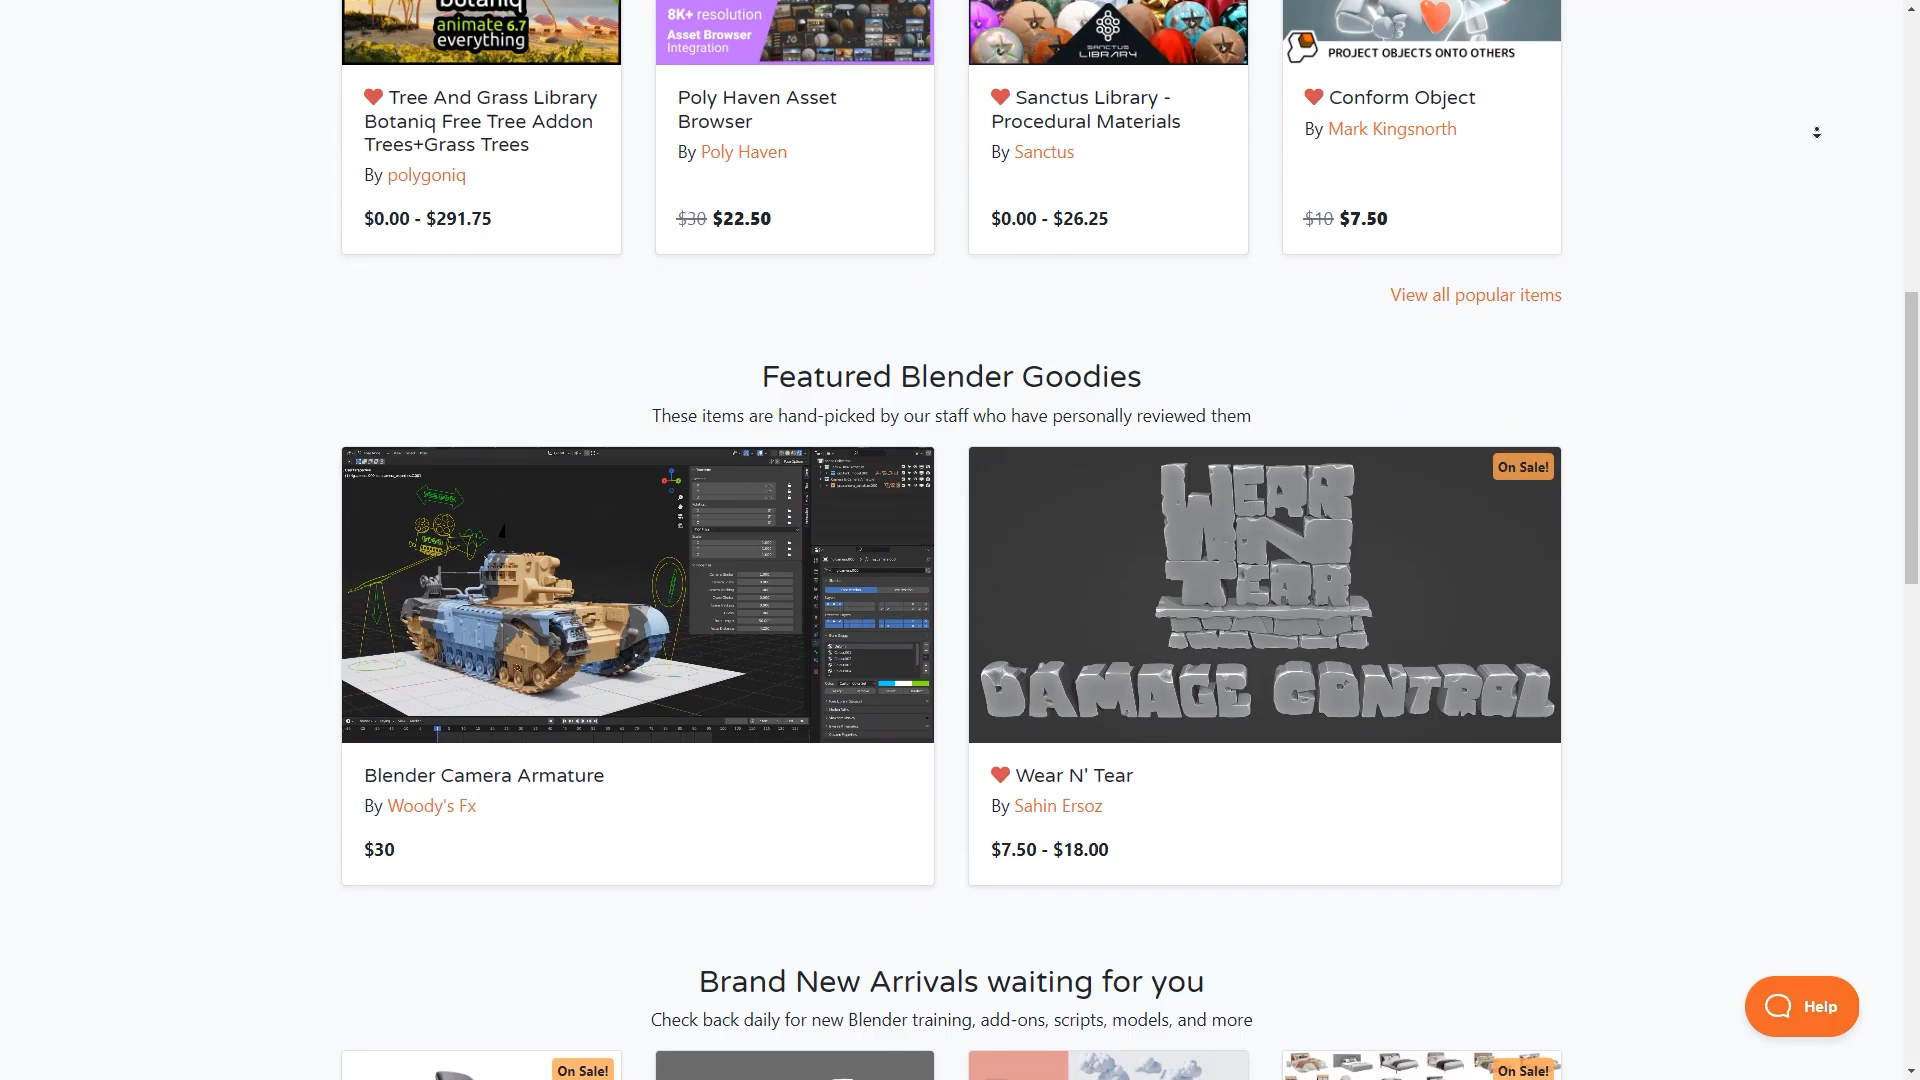 botaniq
animate 6.7
everything
8K+ resolution
Asset Browser
Integration
SANCTUS
LIBRARY
PROJECT OBJECTS ONTO OTHERS
Tree And Grass Library
Botaniq Free Tree Addon
Trees+Grass Trees
By polygoniq
$0.00 - $291.75
Poly Haven Asset
Browser
By Poly Haven
$30 $22.50
Sanctus Library -
Procedural Materials
By Sanctus
$0.00 - $26.25
Conform Object
By Mark Kingsnorth
$10 $7.50
View all popular items
Featured Blender Goodies
These items are hand-picked by our staff who have personally reviewed them
On Sale!
WEAR
N
TEAR
DAMAGE CONTROL
Blender Camera Armature
By Woody's Fx
$30
Wear N' Tear
By Sahin Ersoz
$7.50 - $18.00
Brand New Arrivals waiting for you
Check back daily for new Blender training, add-ons, scripts, models, and more
On Sale!
On Sale!
Help